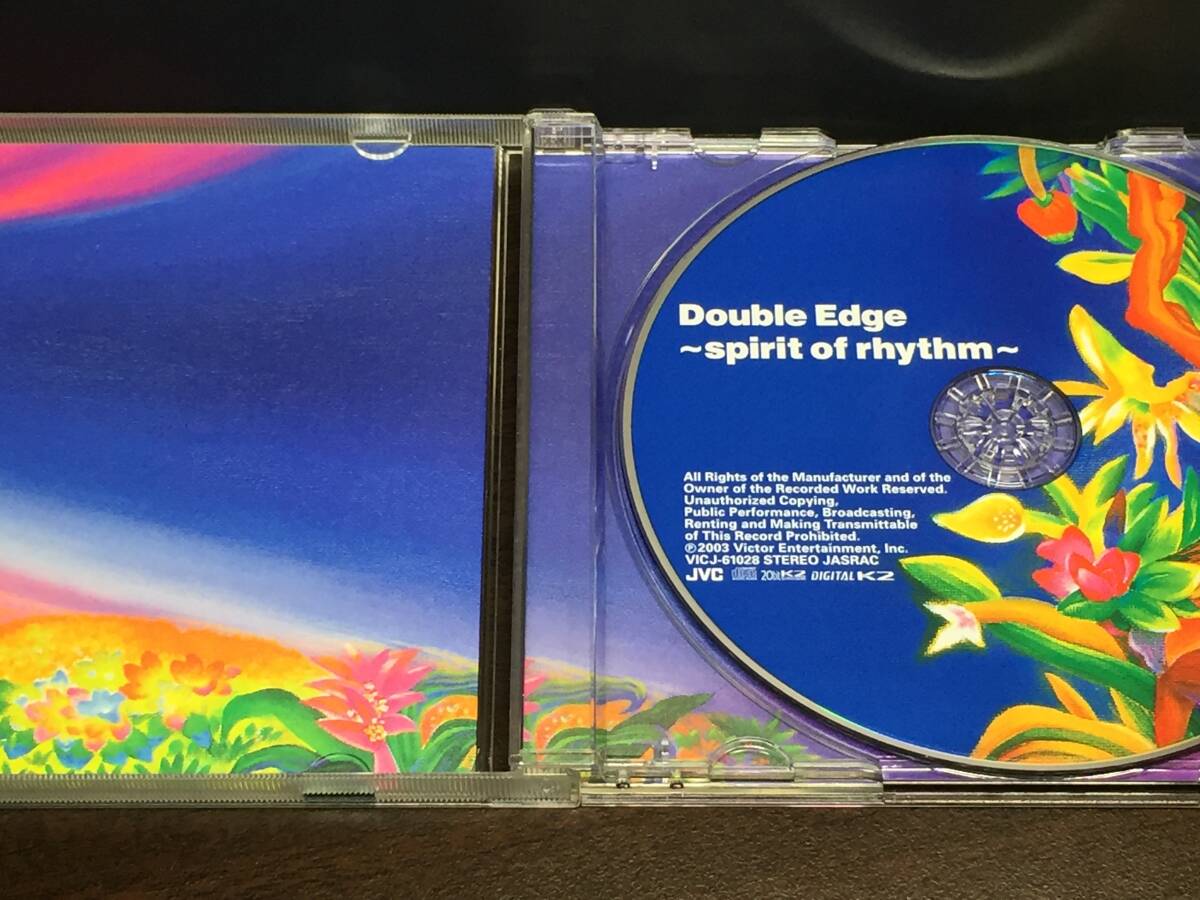 Double Edge
~spirit of rhythm~
All Rights of the Manufacturer and of the
Owner of the Recorded Work Reserved.
Unauthorized Copying,
Public Performance, Broadcasting,
Renting and Making Transmittable
of This Record Prohibited.
℗2003 Victor Entertainment, Inc.
VICJ-61028 STEREO JASRAC
JVC 20bit K2 DIGITAL K2